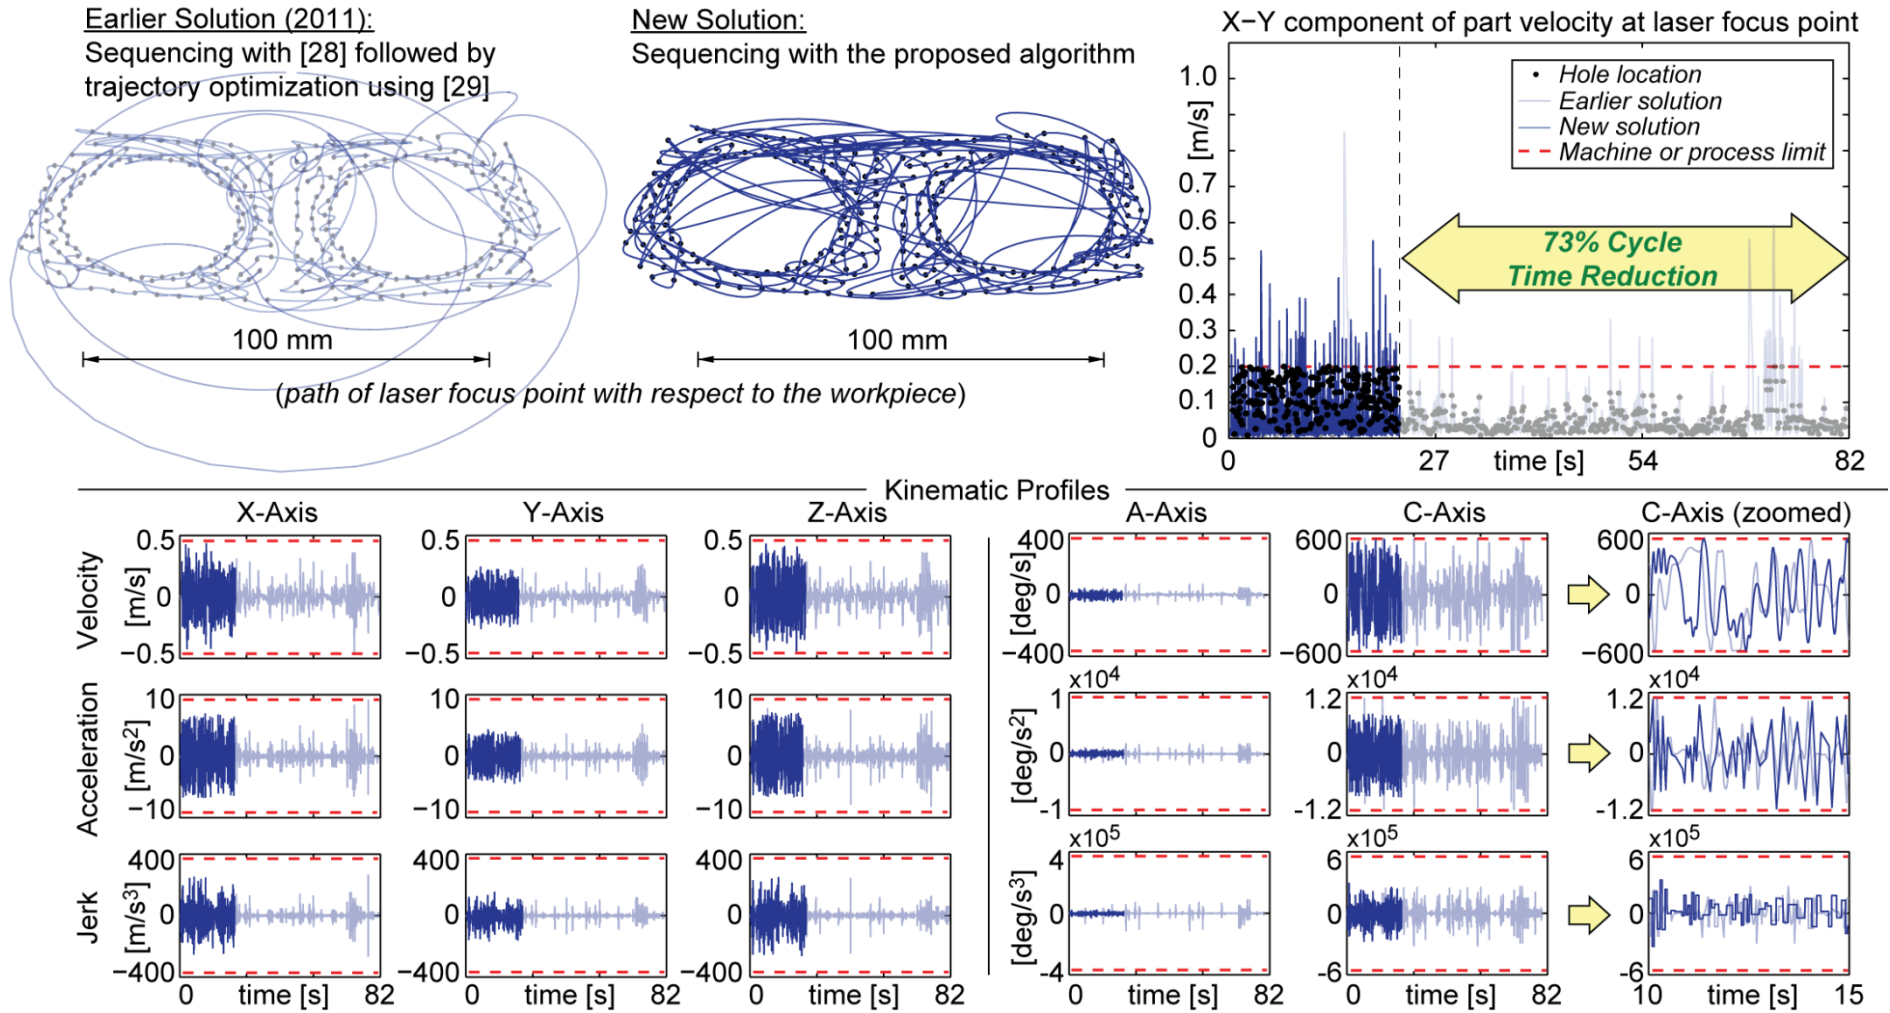 Earlier Solution (2011):
Sequencing with [28] followed by
trajectory optimization using [29]
New Solution:
Sequencing with the proposed algorithm
100 mm
100 mm
(path of laser focus point with respect to the workpiece)
X−Y component of part velocity at laser focus point
Hole location
Earlier solution
New solution
Machine or process limit
73% Cycle
Time Reduction
[m/s]
1.0
0.7
0.6
0.5
0.4
0.3
0.2
0.1
0
0 27 time [s] 54 82
Kinematic Profiles
X-Axis Y-Axis Z-Axis A-Axis C-Axis C-Axis (zoomed)
Velocity
[m/s]
0.5 0.5 0.5
0 0 0
−0.5 −0.5 −0.5
[deg/s]
400 600 600
0 0 0
−400 −600 −600
Acceleration
[m/s2]
10 10 10
0 0 0
−10 −10 −10
[deg/s2]
x104 x104 x104
1 1.2 1.2
0 0 0
-1 -1.2 -1.2
Jerk
[m/s3]
400 400 400
0 0 0
−400 −400 −400
[deg/s3]
x105 x105 x105
4 6 6
0 0 0
-4 -6 -6
0 time [s] 82 0 time [s] 82 0 time [s] 82 0 time [s] 82 0 time [s] 82 10 time [s] 15